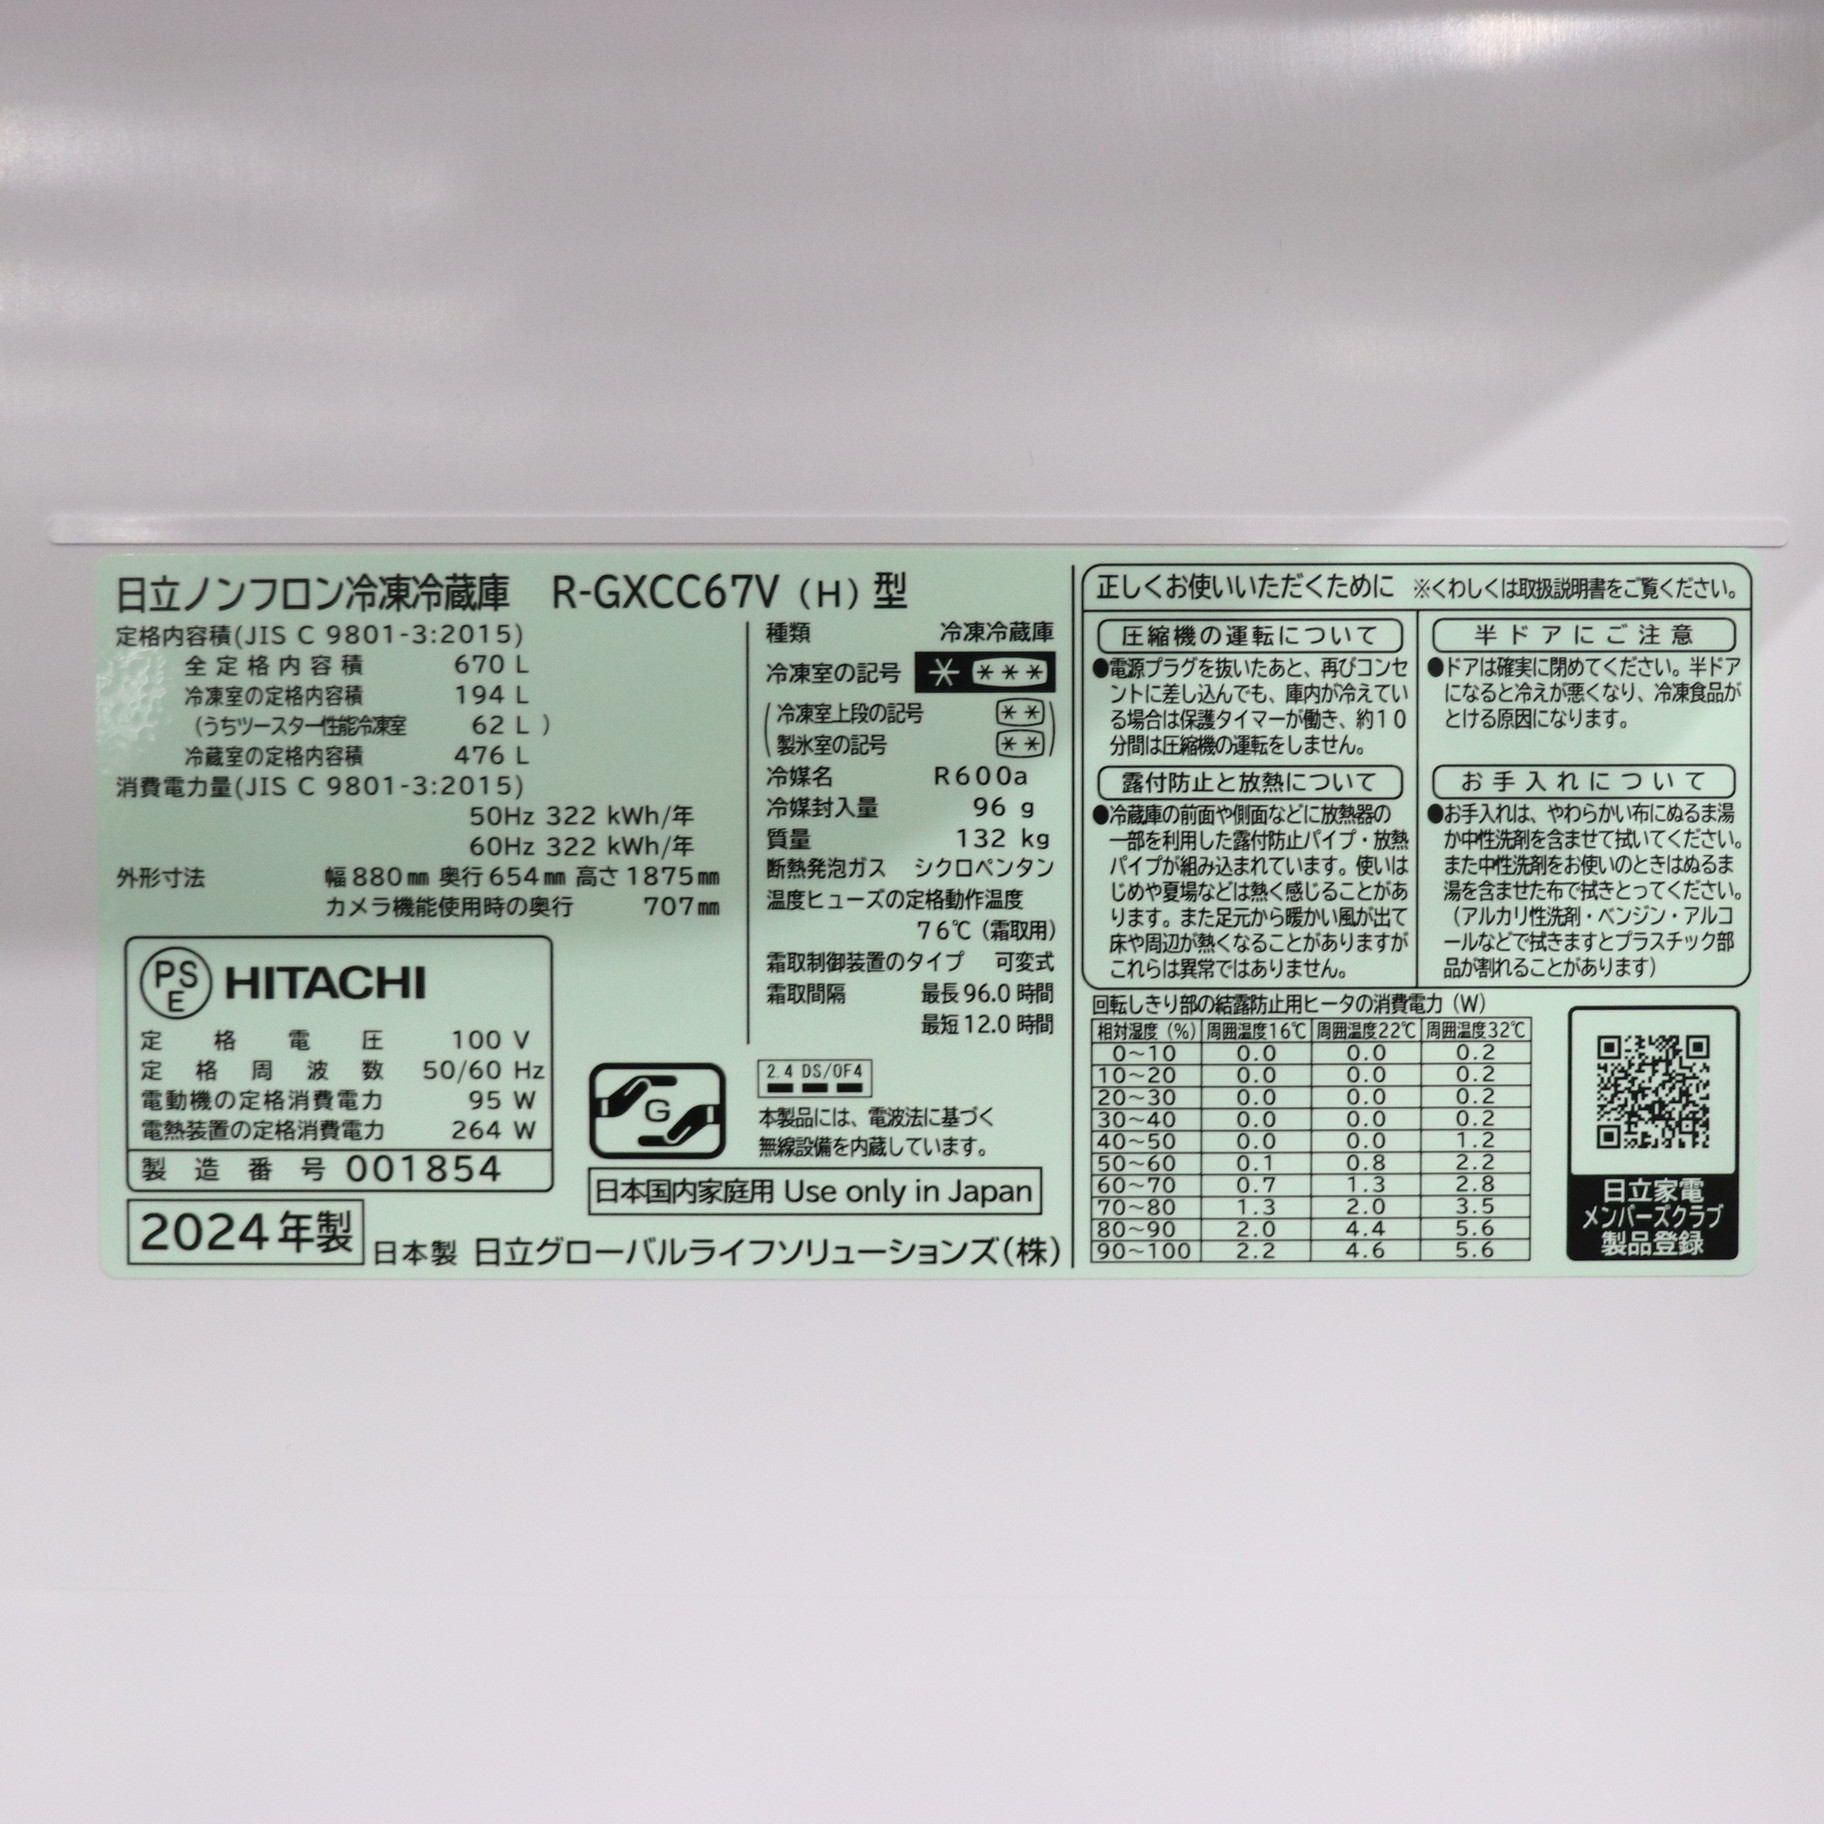 日立ノンフロン冷凍冷蔵庫 R-GXCC67V (H) 型
定格内容積(JIS C 9801-3:2015)
全定格内容積 670 L
冷凍室の定格内容積 194 L
(うちツースター性能冷凍室 62 L )
冷蔵室の定格内容積 476 L
消費電力量(JIS C 9801-3:2015)
50Hz 322 kWh/年
60Hz 322 kWh/年
外形寸法 幅880㎜ 奥行654㎜ 高さ1875㎜
カメラ機能使用時の奥行 707㎜
PS
E
HITACHI
定格電圧 100 V
定格周波数 50/60 Hz
電動機の定格消費電力 95 W
電熱装置の定格消費電力 264 W
製造番号 001854
2024年製
日本製 日立グローバルライフソリューションズ(株)
種類 冷凍冷蔵庫
冷凍室の記号 * ***
冷凍室上段の記号 **
製氷室の記号 **
冷媒名 R600a
冷媒封入量 96 g
質量 132 kg
断熱発泡ガス シクロペンタン
温度ヒューズの定格動作温度
76℃ (霜取用)
霜取制御装置のタイプ 可変式
霜取間隔 最長96.0時間
最短12.0時間
G
2.4 DS/OF4
本製品には、電波法に基づく
無線設備を内蔵しています。
日本国内家庭用 Use only in Japan
正しくお使いいただくために ※くわしくは取扱説明書をご覧ください。
圧縮機の運転について
●電源プラグを抜いたあと、再びコンセ
ントに差し込んでも、庫内が冷えてい
る場合は保護タイマーが働き、約10
分間は圧縮機の運転をしません。
露付防止と放熱について
●冷蔵庫の前面や側面などに放熱器の
一部を利用した露付防止パイプ・放熱
パイプが組み込まれています。使いは
じめや夏場などは熱く感じることがあ
ります。また足元から暖かい風が出て
床や周辺が熱くなることがありますが
これらは異常ではありません。
半ドアにご注意
●ドアは確実に閉めてください。半ドア
になると冷えが悪くなり、冷凍食品が
とける原因になります。
お手入れについて
●お手入れは、やわらかい布にぬるま湯
か中性洗剤を含ませて拭いてください。
また中性洗剤をお使いのときはぬるま
湯を含ませた布で拭きとってください。
(アルカリ性洗剤・ベンジン・アルコ
ールなどで拭きますとプラスチック部
品が割れることがあります)
回転しきり部の結露防止用ヒータの消費電力 (W)
相対湿度 (%) 周囲温度16℃ 周囲温度22℃ 周囲温度32℃
0~10 0.0 0.0 0.2
10~20 0.0 0.0 0.2
20~30 0.0 0.0 0.2
30~40 0.0 0.0 0.2
40~50 0.0 0.0 1.2
50~60 0.1 0.8 2.2
60~70 0.7 1.3 2.8
70~80 1.3 2.0 3.5
80~90 2.0 4.4 5.6
90~100 2.2 4.6 5.6
日立家電
メンバーズクラブ
製品登録